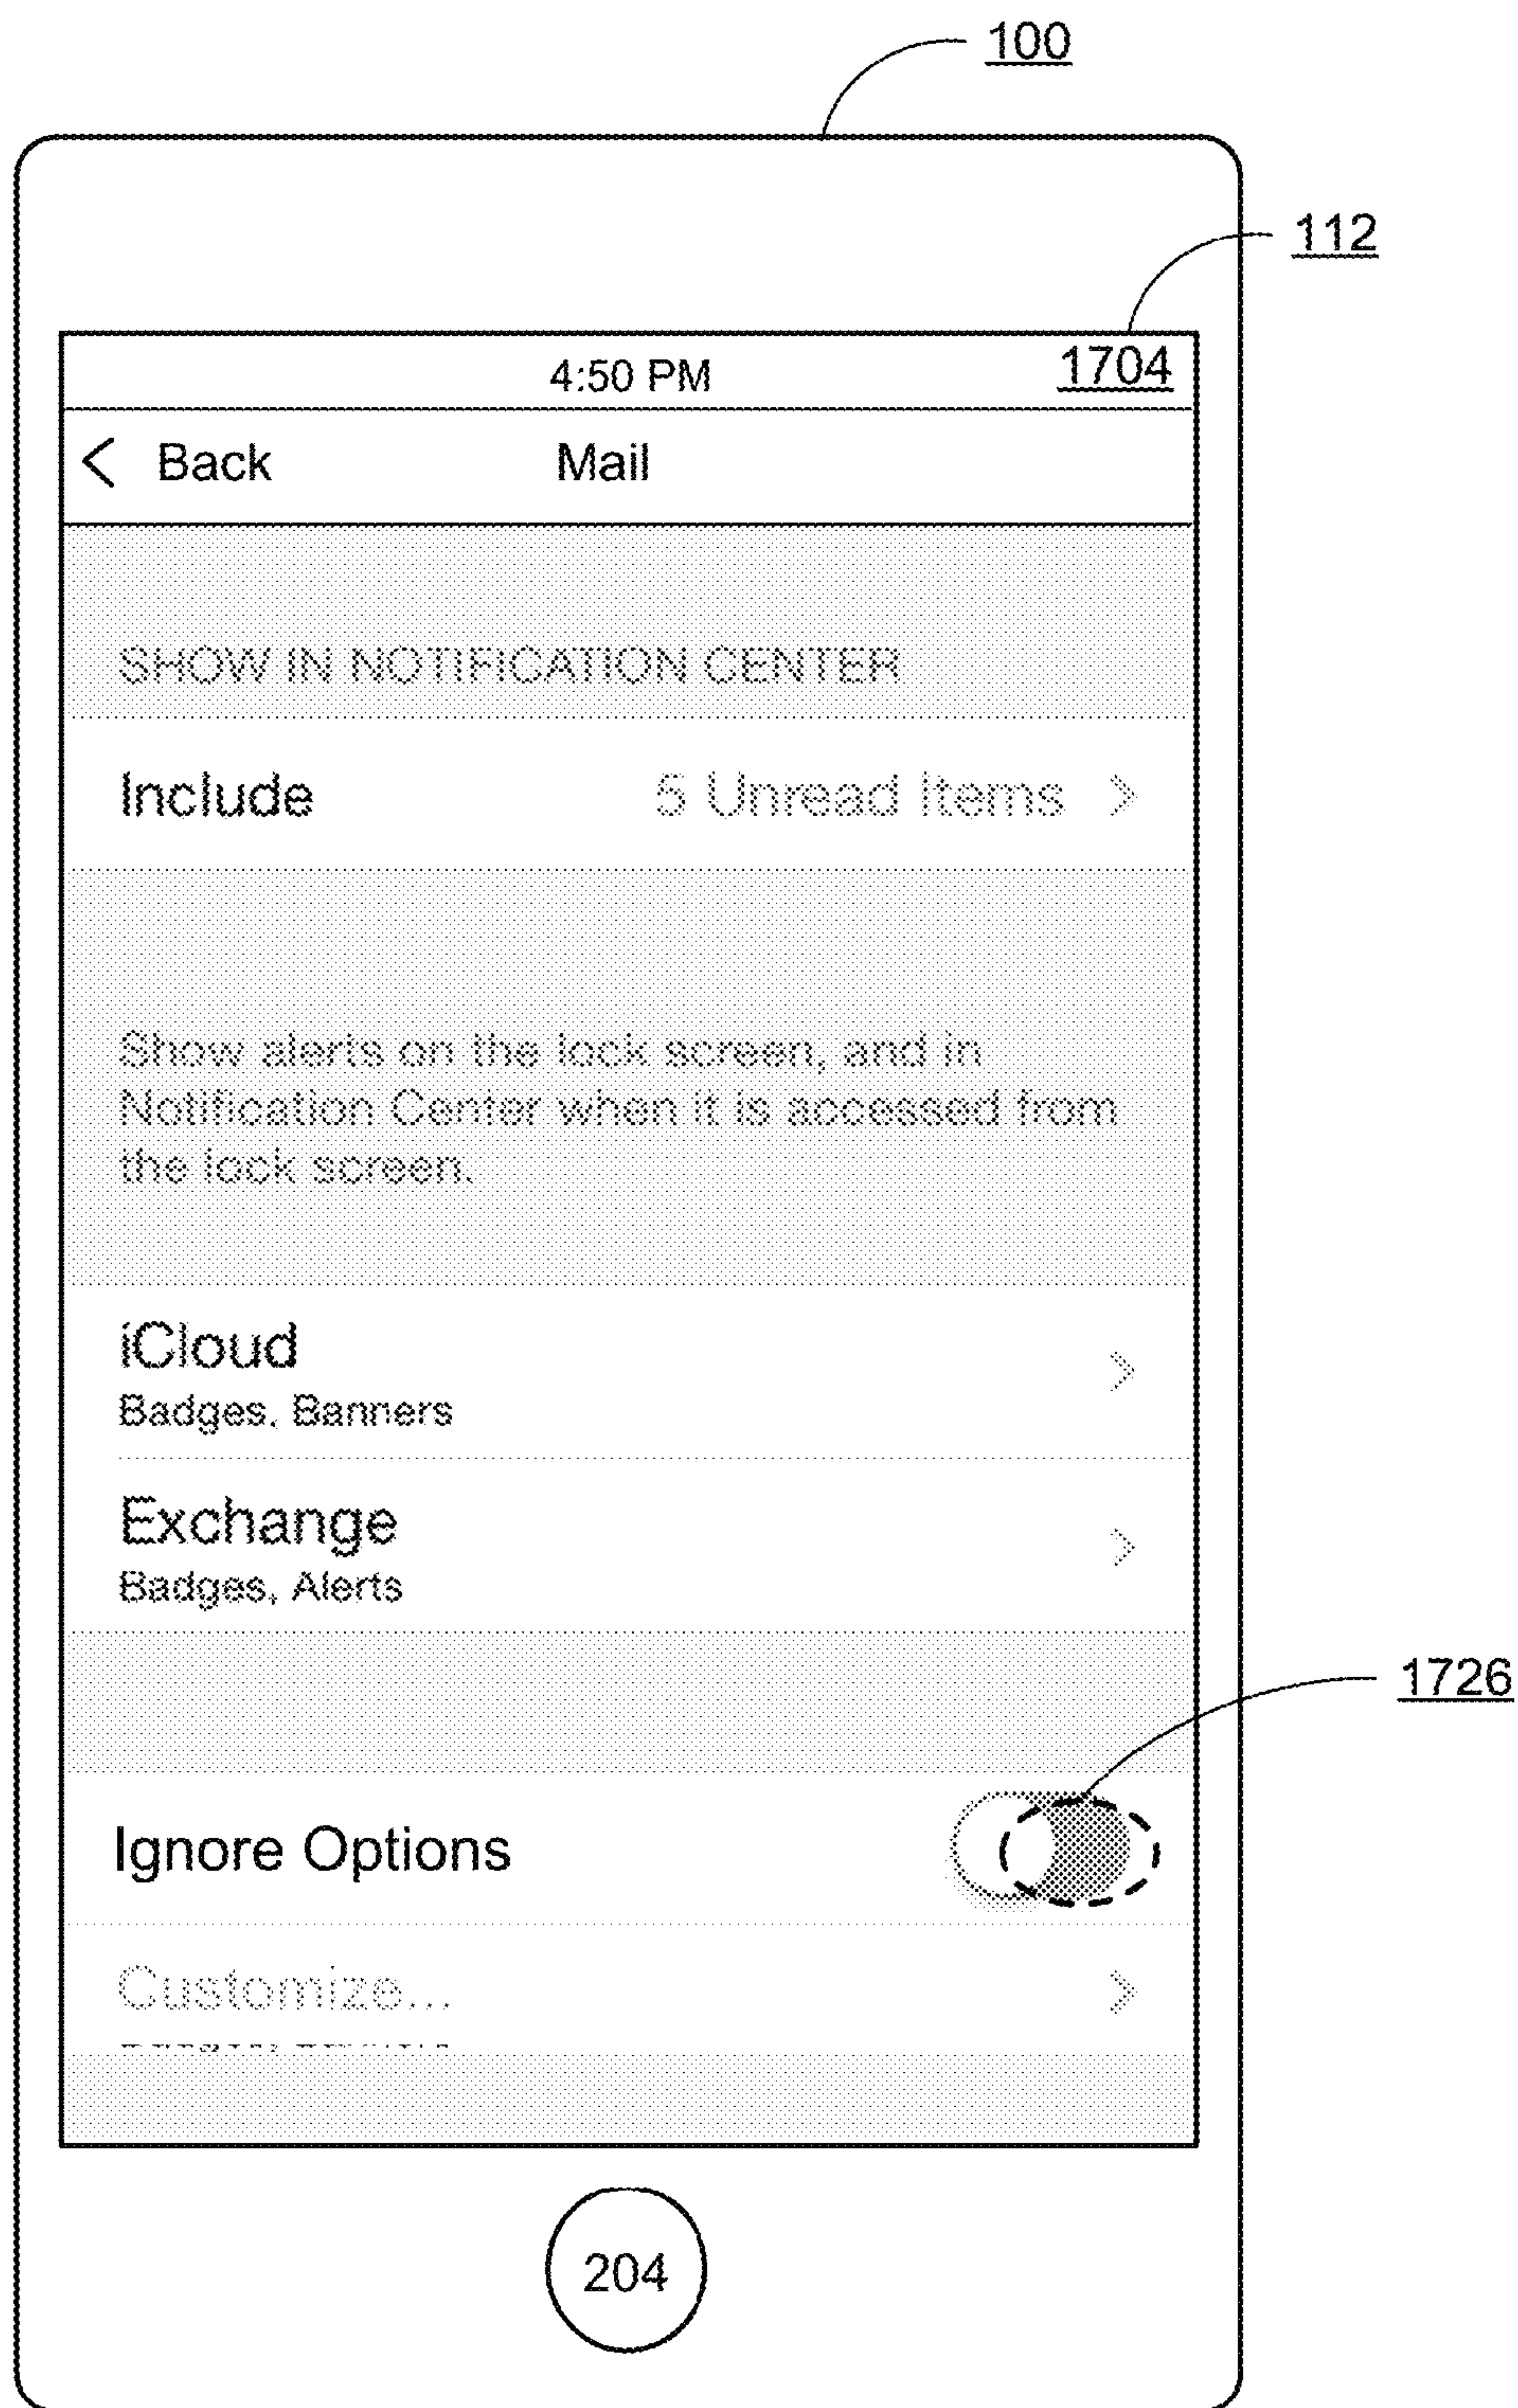 100
112
4:50 PM 1704
< Back Mail
SHOW IN NOTIFICATION CENTER
Include 5 Unread Items >
Show alerts on the lock screen, and in
Notification Center when it is accessed from
the lock screen.
iCloud >
Badges, Banners
Exchange >
Badges, Alerts
1726
Ignore Options
Customize... >
204